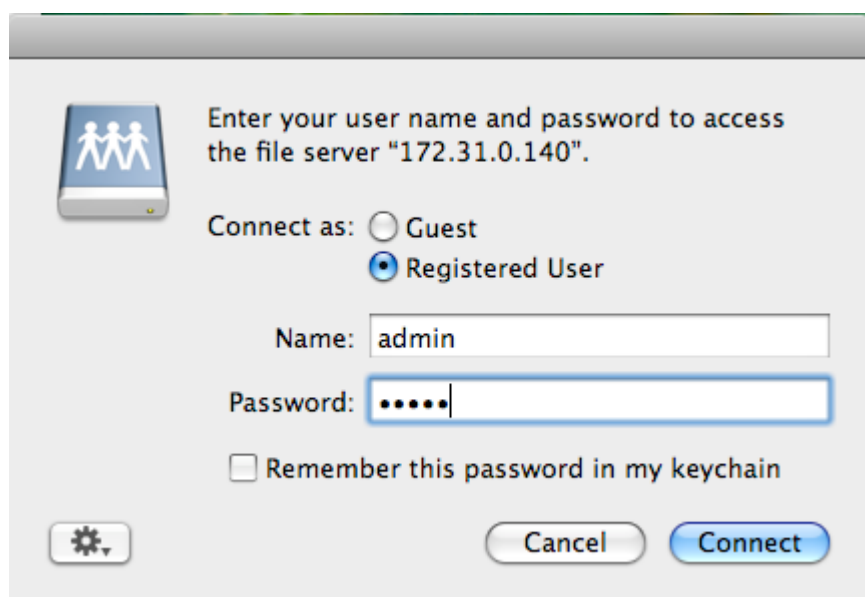 Enter your user name and password to access
the file server “172.31.0.140”.
Connect as: Guest
Registered User
Name: admin
Password: •••••
Remember this password in my keychain
Cancel Connect